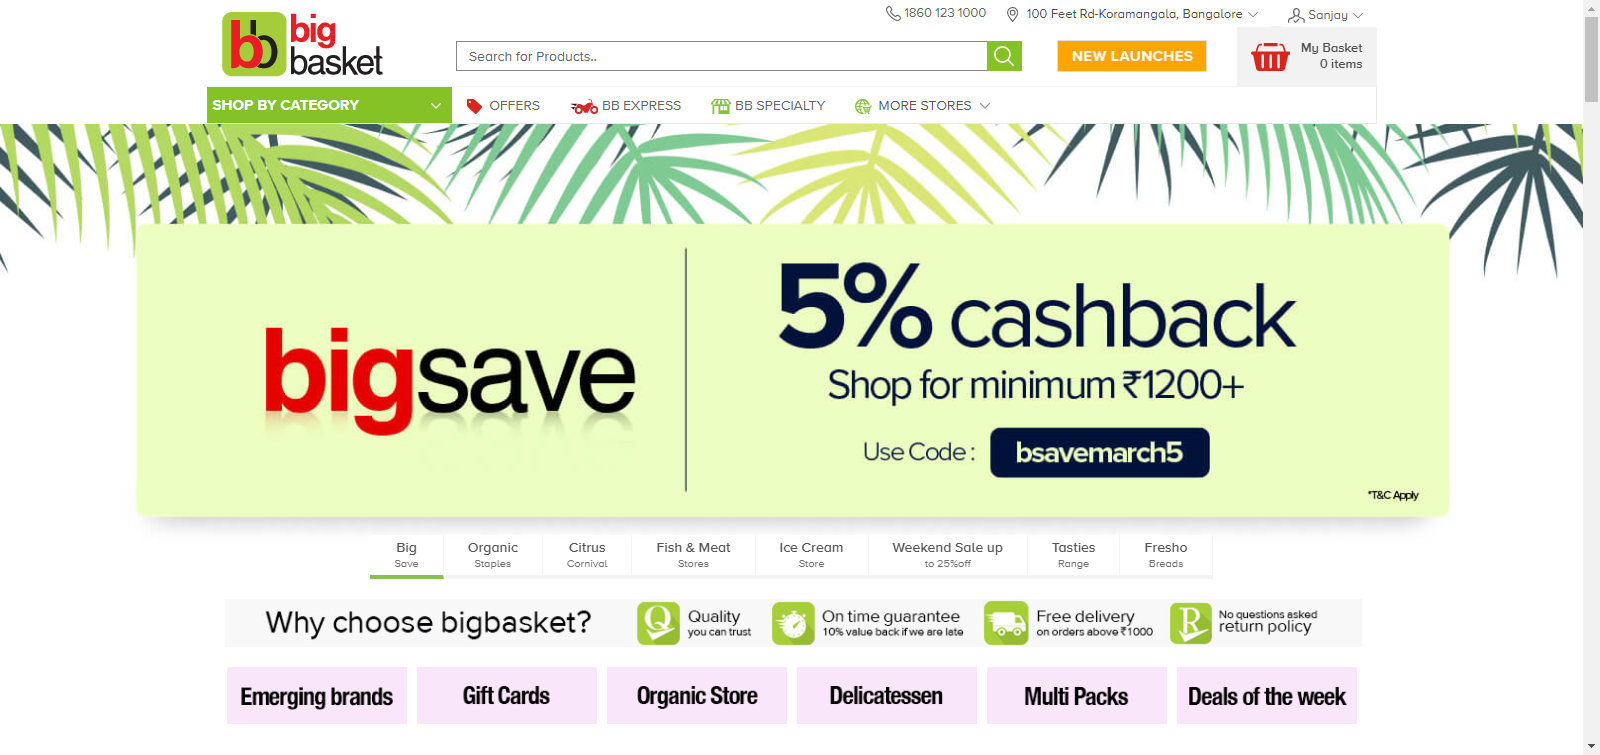 1860 123 1000
100 Feet Rd-Koramangala, Bangalore
Sanjay
bb big
basket
Search for Products..
NEW LAUNCHES
My Basket
0 items
SHOP BY CATEGORY
OFFERS
BB EXPRESS
BB SPECIALTY
MORE STORES
bigsave
5% cashback
Shop for minimum ₹1200+
Use Code : bsavemarch5
*T&C Apply
Big
Save
Organic
Staples
Citrus
Cornival
Fish & Meat
Stores
Ice Cream
Store
Weekend Sale up
to 25%off
Tasties
Range
Fresho
Breads
Why choose bigbasket?
Q
Quality
you can trust
On time guarantee
10% value back if we are late
Free delivery
on orders above ₹1000
R
No questions asked
return policy
Emerging brands
Gift Cards
Organic Store
Delicatessen
Multi Packs
Deals of the week